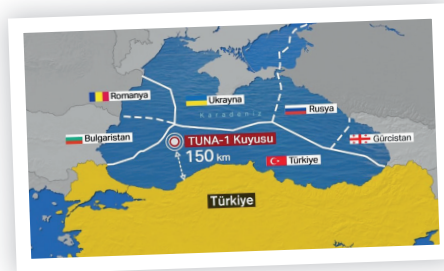 Romanya
Ukrayna
Karadeniz
Rusya
Bulgaristan
TUNA-1 Kuyusu
Gürcistan
150 km
Türkiye
Türkiye